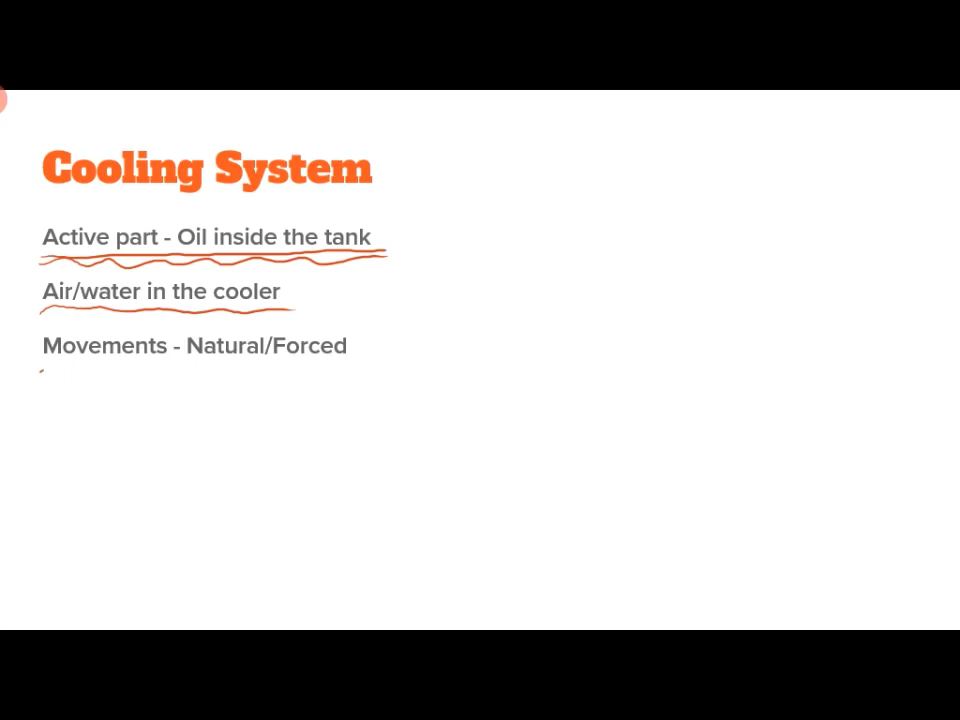 Cooling System
Active part - Oil inside the tank
Air/water in the cooler
Movements - Natural/Forced